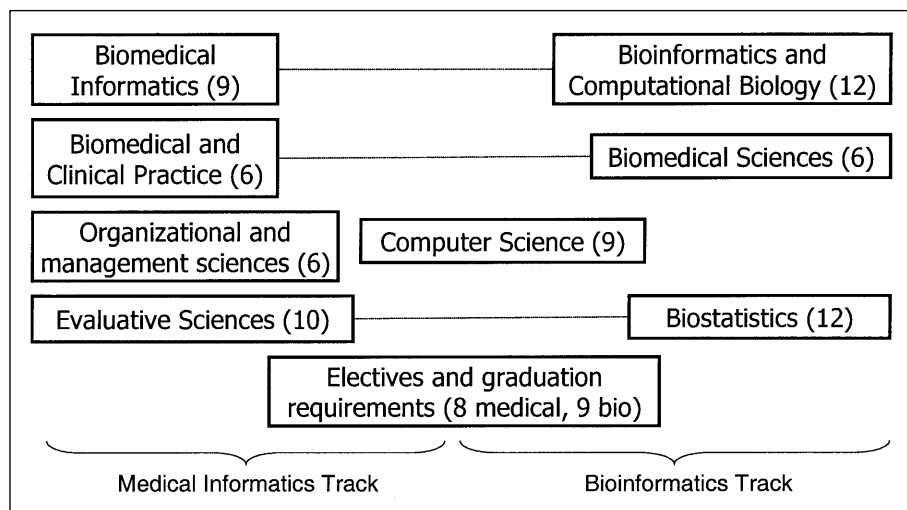 Biomedical
Informatics (9)
Bioinformatics and
Computational Biology (12)
Biomedical and
Clinical Practice (6)
Biomedical Sciences (6)
Organizational and
management sciences (6)
Computer Science (9)
Evaluative Sciences (10)
Biostatistics (12)
Electives and graduation
requirements (8 medical, 9 bio)
Medical Informatics Track
Bioinformatics Track